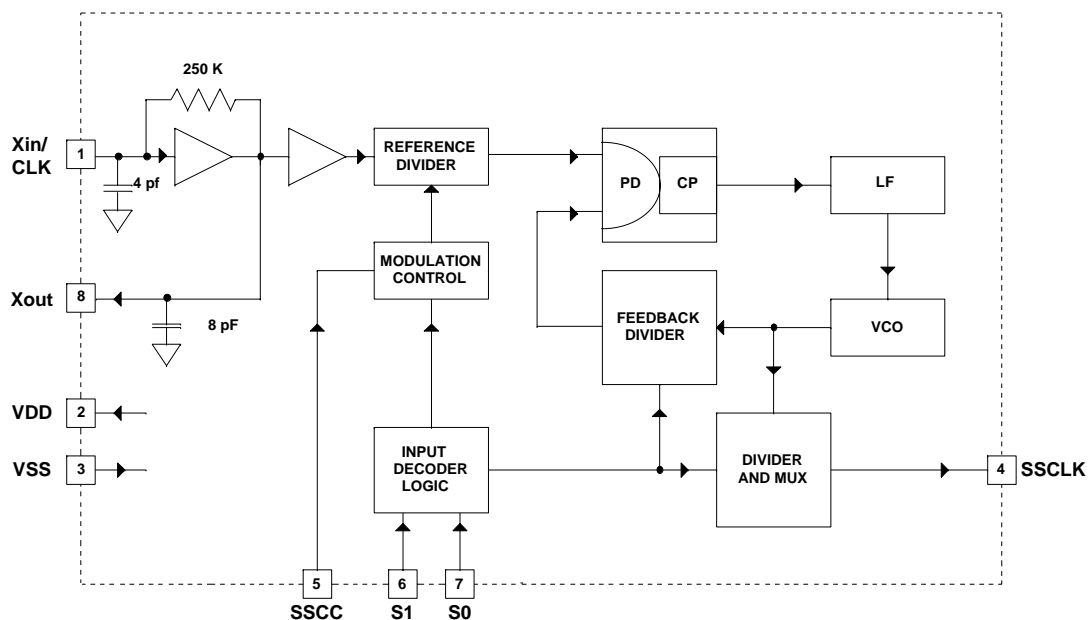 250 K
Xin/
CLK
1
4 pf
REFERENCE
DIVIDER
PD
CP
LF
MODULATION
CONTROL
Xout
8
8 pF
FEEDBACK
DIVIDER
VCO
VDD
2
VSS
3
INPUT
DECODER
LOGIC
DIVIDER
AND MUX
4
SSCLK
5
6
7
SSCC
S1
S0